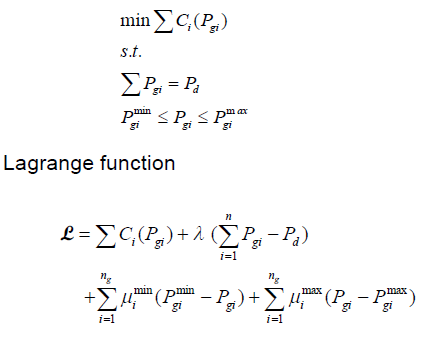 min ∑ C_i(P_gi)
s.t.
∑ P_gi = P_d
P_gi^min ≤ P_gi ≤ P_gi^max
Lagrange function
ℒ = ∑ C_i(P_gi) + λ (∑_{i=1}^{n} P_gi − P_d)
+ ∑_{i=1}^{n_g} μ_i^min (P_gi^min − P_gi) + ∑_{i=1}^{n_g} μ_i^max (P_gi − P_gi^max)